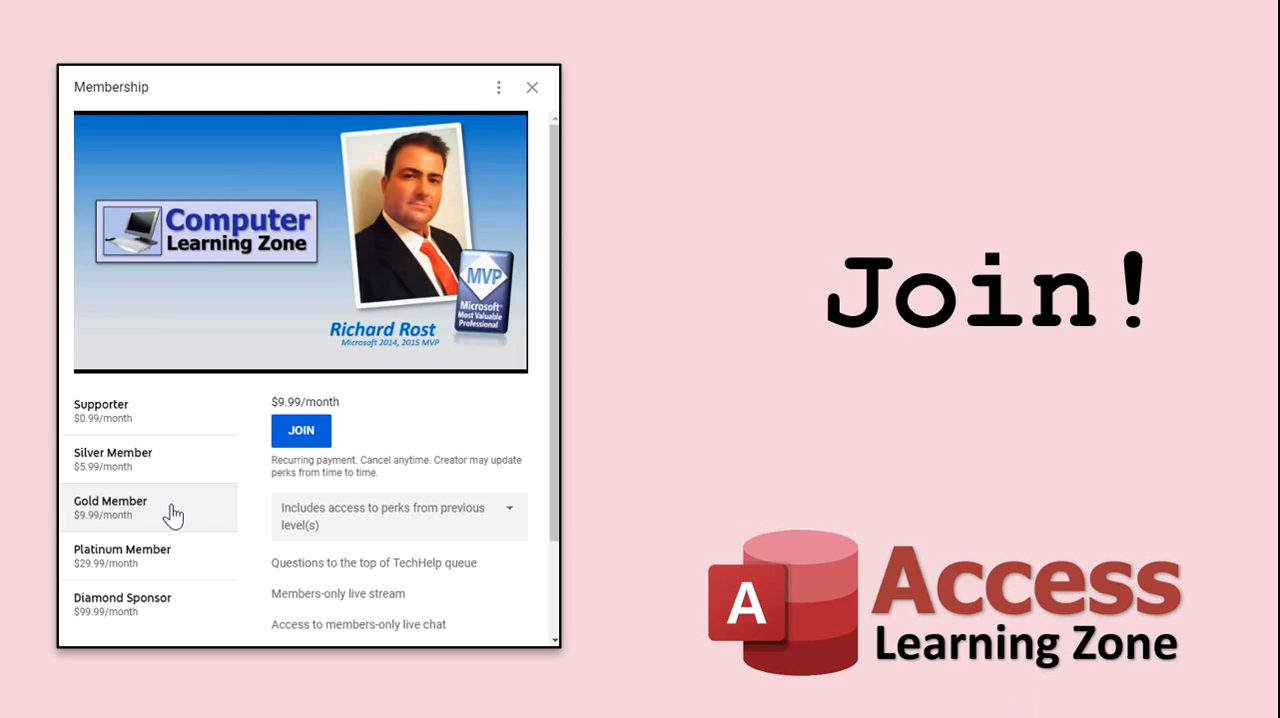 Membership
Computer
Learning Zone
MVP
Microsoft®
Most Valuable
Professional
Richard Rost
Microsoft 2014, 2015 MVP
Supporter
$0.99/month
Silver Member
$5.99/month
Gold Member
$9.99/month
Platinum Member
$29.99/month
Diamond Sponsor
$99.99/month
$9.99/month
JOIN
Recurring payment. Cancel anytime. Creator may update
perks from time to time.
Includes access to perks from previous
level(s)
Questions to the top of TechHelp queue
Members-only live stream
Access to members-only live chat
Join!
A
Access
Learning Zone